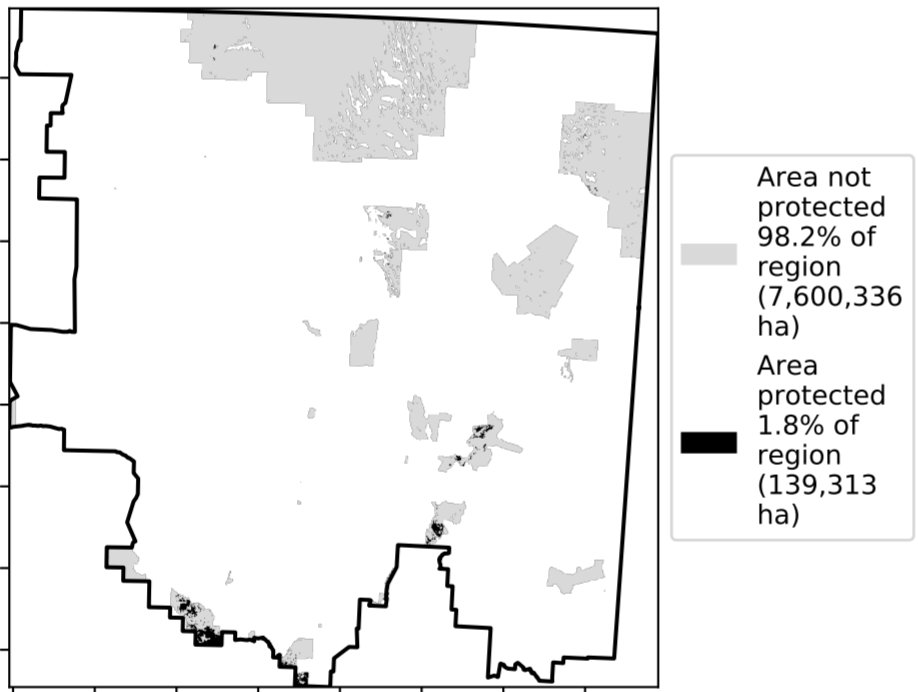 Area not
protected
98.2% of
region
(7,600,336
ha)
Area
protected
1.8% of
region
(139,313
ha)